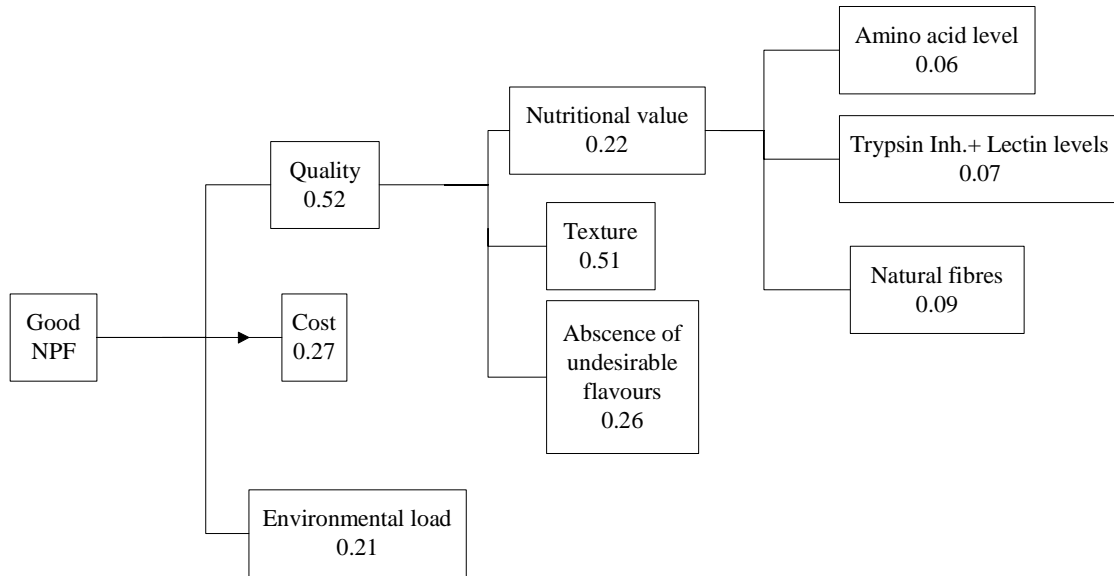 Good
NPF
Quality
0.52
Cost
0.27
Environmental load
0.21
Nutritional value
0.22
Texture
0.51
Abscence of
undesirable
flavours
0.26
Amino acid level
0.06
Trypsin Inh.+ Lectin levels
0.07
Natural fibres
0.09